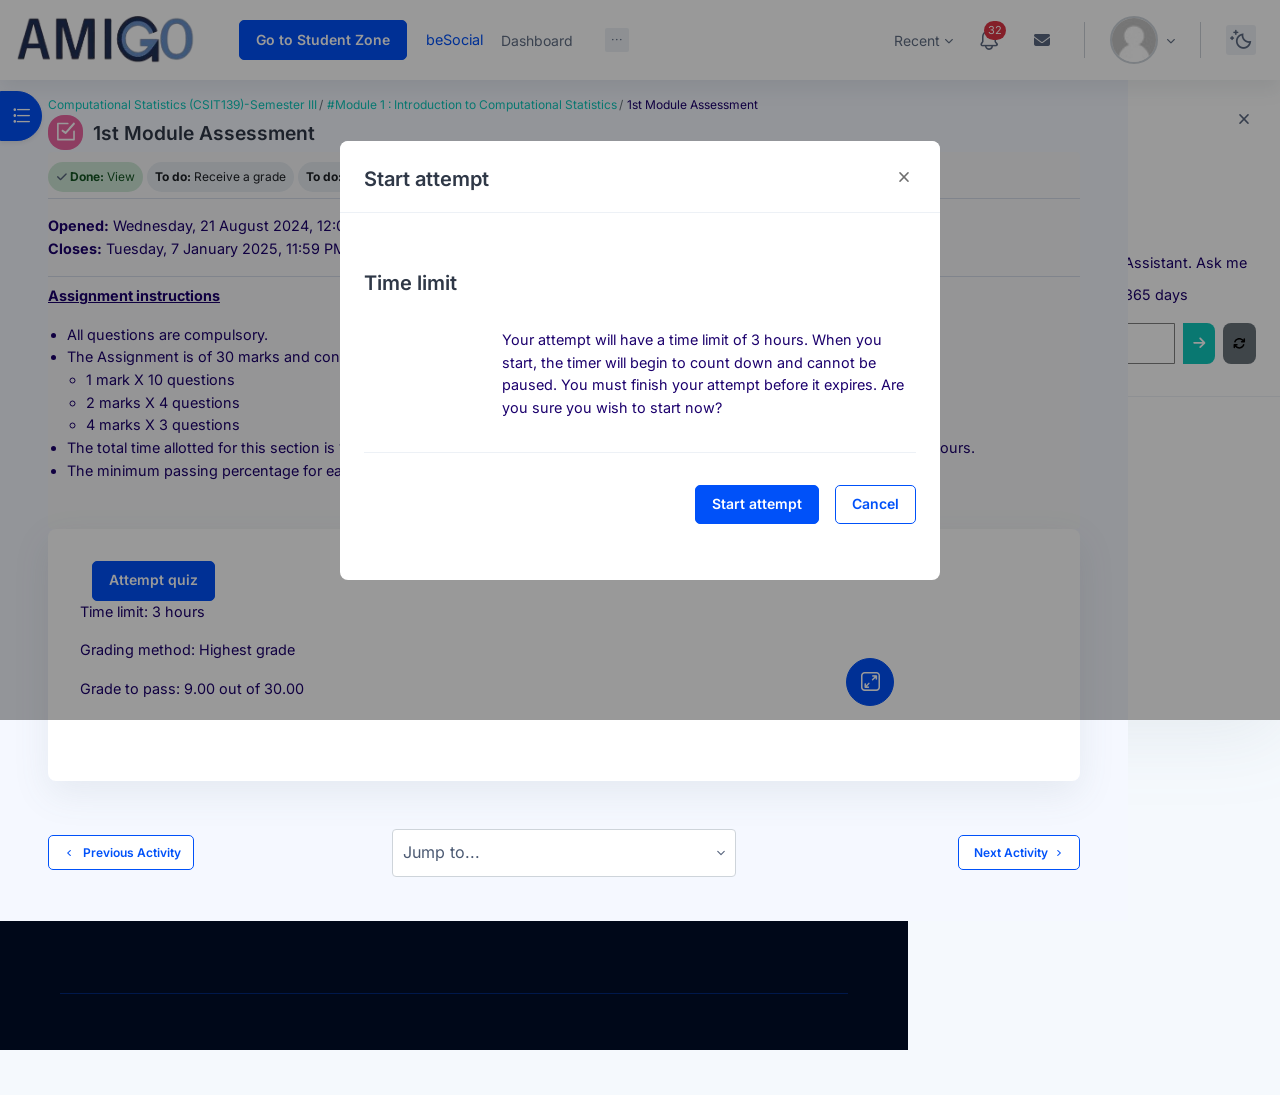 AMIGO
Go to Student Zone
beSocial
Dashboard
Recent
32
Computational Statistics (CSIT139)-Semester III / #Module 1 : Introduction to Computational Statistics / 1st Module Assessment
1st Module Assessment
Done: View
To do: Receive a grade
To do:
Opened: Wednesday, 21 August 2024, 12:0
Closes: Tuesday, 7 January 2025, 11:59 PM
Assignment instructions
All questions are compulsory.
The Assignment is of 30 marks and con
1 mark X 10 questions
2 marks X 4 questions
4 marks X 3 questions
The total time allotted for this section is
ours.
The minimum passing percentage for ea
Start attempt
Time limit
Your attempt will have a time limit of 3 hours. When you
start, the timer will begin to count down and cannot be
paused. You must finish your attempt before it expires. Are
you sure you wish to start now?
Start attempt
Cancel
Assistant. Ask me
365 days
Attempt quiz
Time limit: 3 hours
Grading method: Highest grade
Grade to pass: 9.00 out of 30.00
Previous Activity
Jump to...
Next Activity